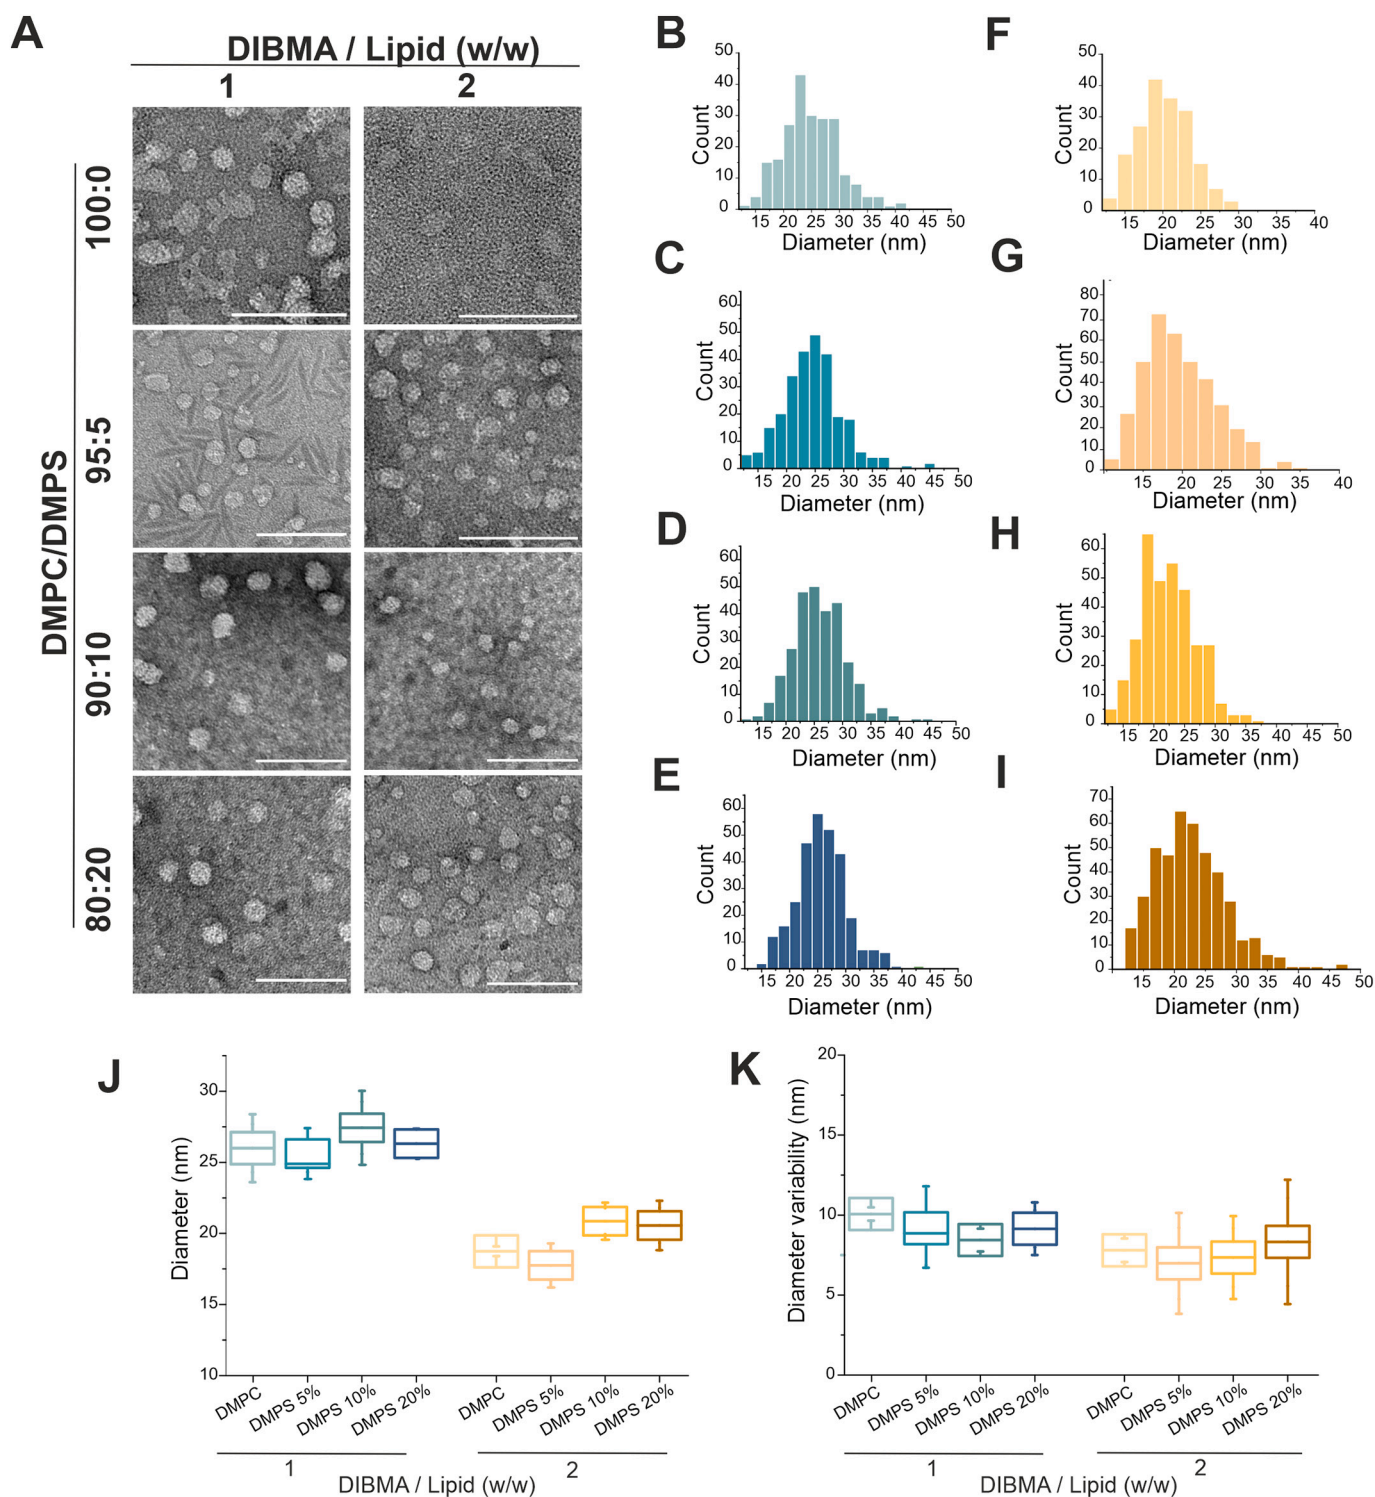 A
DIBMA / Lipid (w/w)
1
2
DMPC/DMPS
100:0
95:5
90:10
80:20
B
Count
50
40
30
20
10
0
15 20 25 30 35 40 45 50
Diameter (nm)
C
Count
60
50
40
30
20
10
0
15 20 25 30 35 40 45 50
Diameter (nm)
D
Count
60
50
40
30
20
10
0
15 20 25 30 35 40 45 50
Diameter (nm)
E
Count
60
50
40
30
20
10
0
15 20 25 30 35 40 45 50
Diameter (nm)
F
Count
50
40
30
20
10
0
15 20 25 30 35 40
Diameter (nm)
G
Count
80
70
50
40
30
20
10
0
15 20 25 30 35 40
Diameter (nm)
H
Count
60
50
40
30
20
10
0
15 20 25 30 35 40 45 50
Diameter (nm)
I
Count
70
60
50
40
30
20
10
0
15 20 25 30 35 40 45 50
Diameter (nm)
J
Diameter (nm)
30
25
20
15
10
DMPC
DMPS 5%
DMPS 10%
DMPS 20%
DMPC
DMPS 5%
DMPS 10%
DMPS 20%
1
2
DIBMA / Lipid (w/w)
K
Diameter variability (nm)
20
15
10
5
0
DMPC
DMPS 5%
DMPS 10%
DMPS 20%
DMPC
DMPS 5%
DMPS 10%
DMPS 20%
1
2
DIBMA / Lipid (w/w)